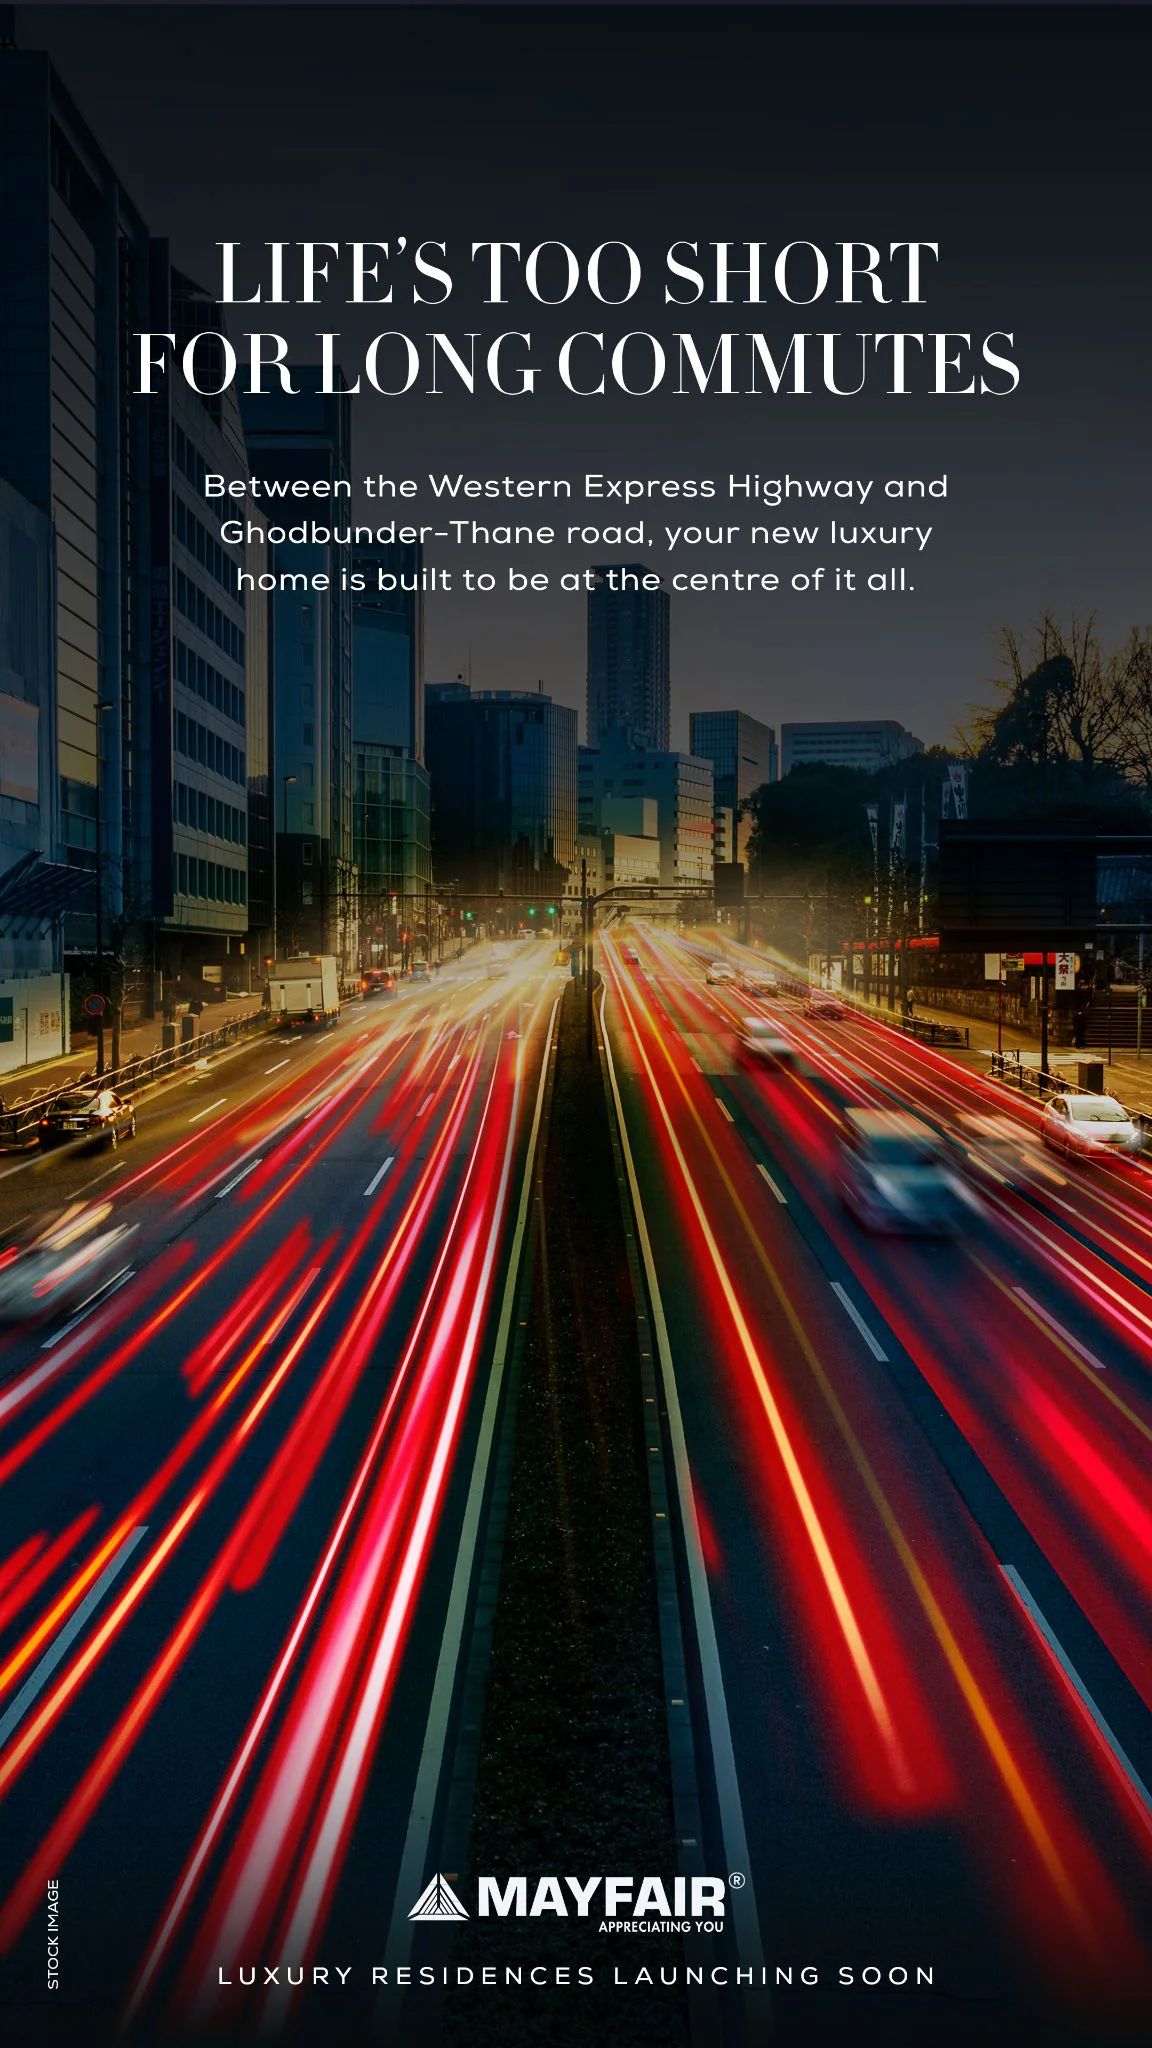 LIFE’S TOO SHORT
FOR LONG COMMUTES
Between the Western Express Highway and
Ghodbunder-Thane road, your new luxury
home is built to be at the centre of it all.
大
祭
MAYFAIR®
APPRECIATING YOU
LUXURY RESIDENCES LAUNCHING SOON
STOCK IMAGE